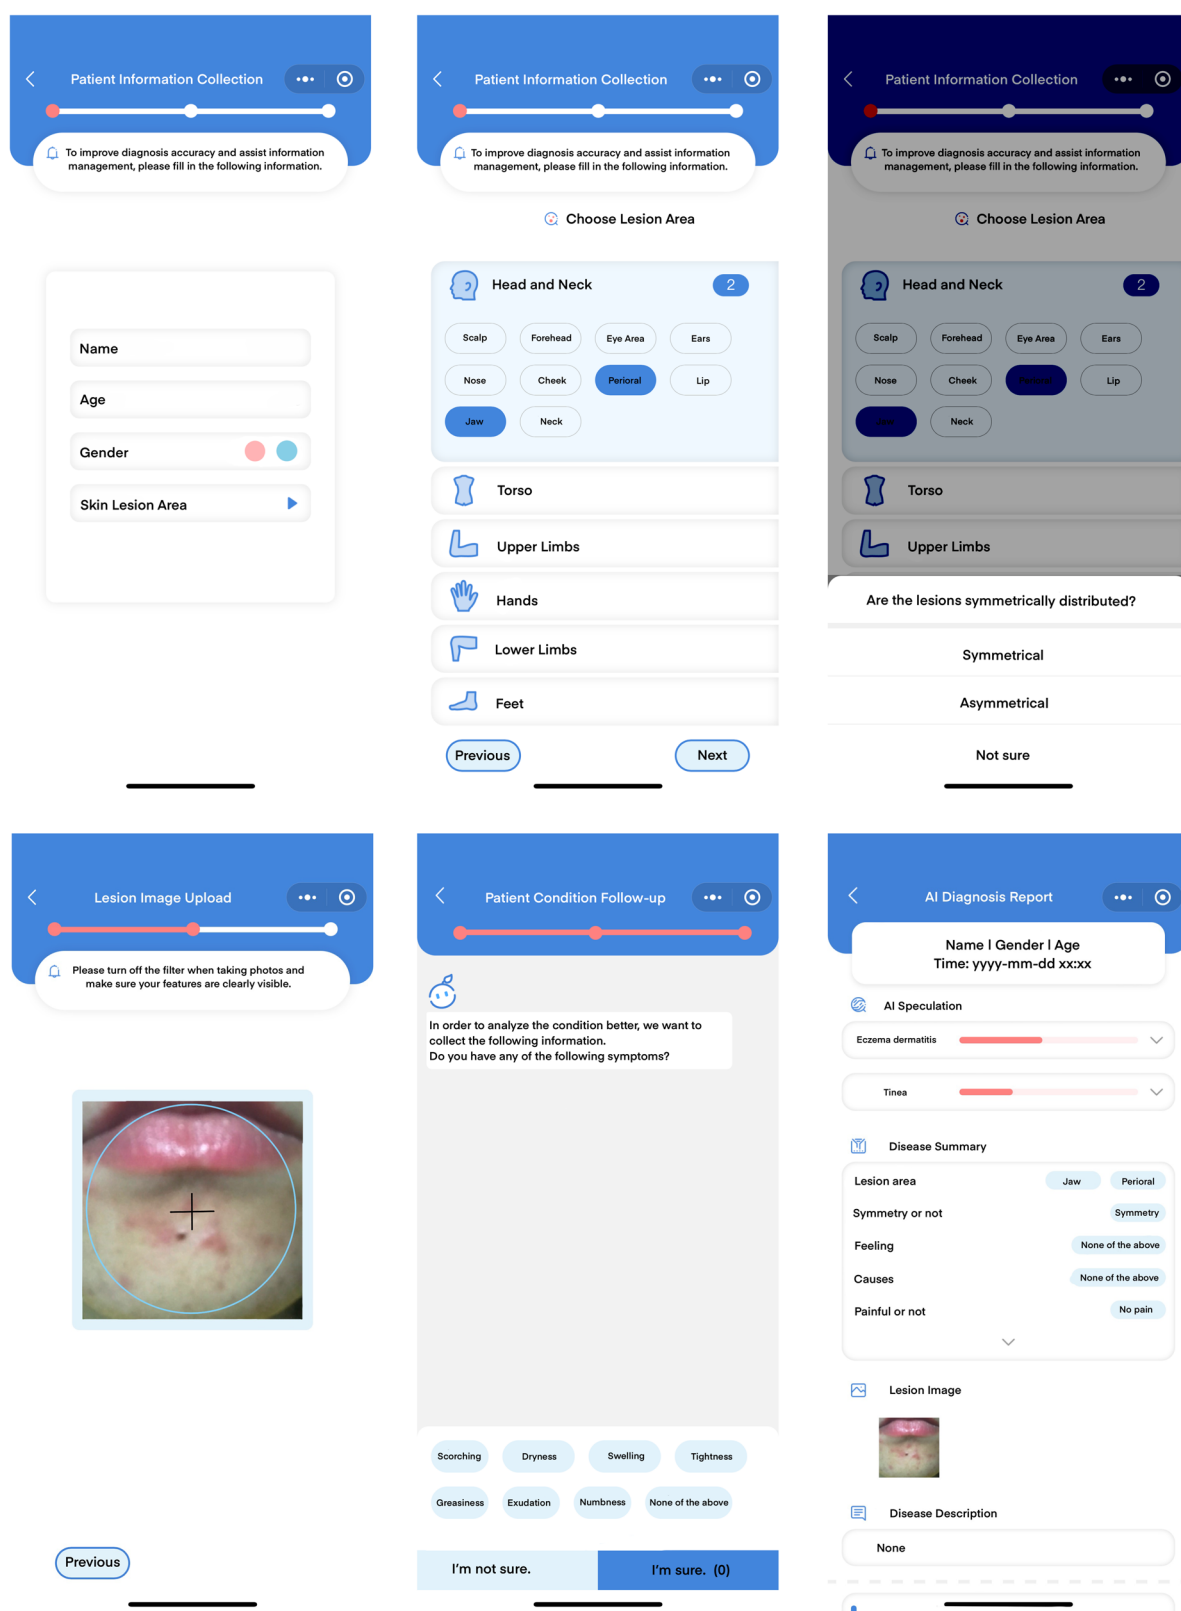 Patient Information Collection
To improve diagnosis accuracy and assist information
management, please fill in the following information.
Name
Age
Gender
Skin Lesion Area
Patient Information Collection
To improve diagnosis accuracy and assist information
management, please fill in the following information.
Choose Lesion Area
Head and Neck 2
Scalp Forehead Eye Area Ears
Nose Cheek Perioral Lip
Jaw Neck
Torso
Upper Limbs
Hands
Lower Limbs
Feet
Previous Next
Patient Information Collection
To improve diagnosis accuracy and assist information
management, please fill in the following information.
Choose Lesion Area
Head and Neck 2
Scalp Forehead Eye Area Ears
Nose Cheek Perioral Lip
Jaw Neck
Torso
Upper Limbs
Are the lesions symmetrically distributed?
Symmetrical
Asymmetrical
Not sure
Lesion Image Upload
Please turn off the filter when taking photos and
make sure your features are clearly visible.
Previous
Patient Condition Follow-up
In order to analyze the condition better, we want to
collect the following information.
Do you have any of the following symptoms?
Scorching Dryness Swelling Tightness
Greasiness Exudation Numbness None of the above
I'm not sure. I'm sure. (0)
AI Diagnosis Report
Name I Gender I Age
Time: yyyy-mm-dd xx:xx
AI Speculation
Eczema dermatitis
Tinea
Disease Summary
Lesion area Jaw Perioral
Symmetry or not Symmetry
Feeling None of the above
Causes None of the above
Painful or not No pain
Lesion Image
Disease Description
None